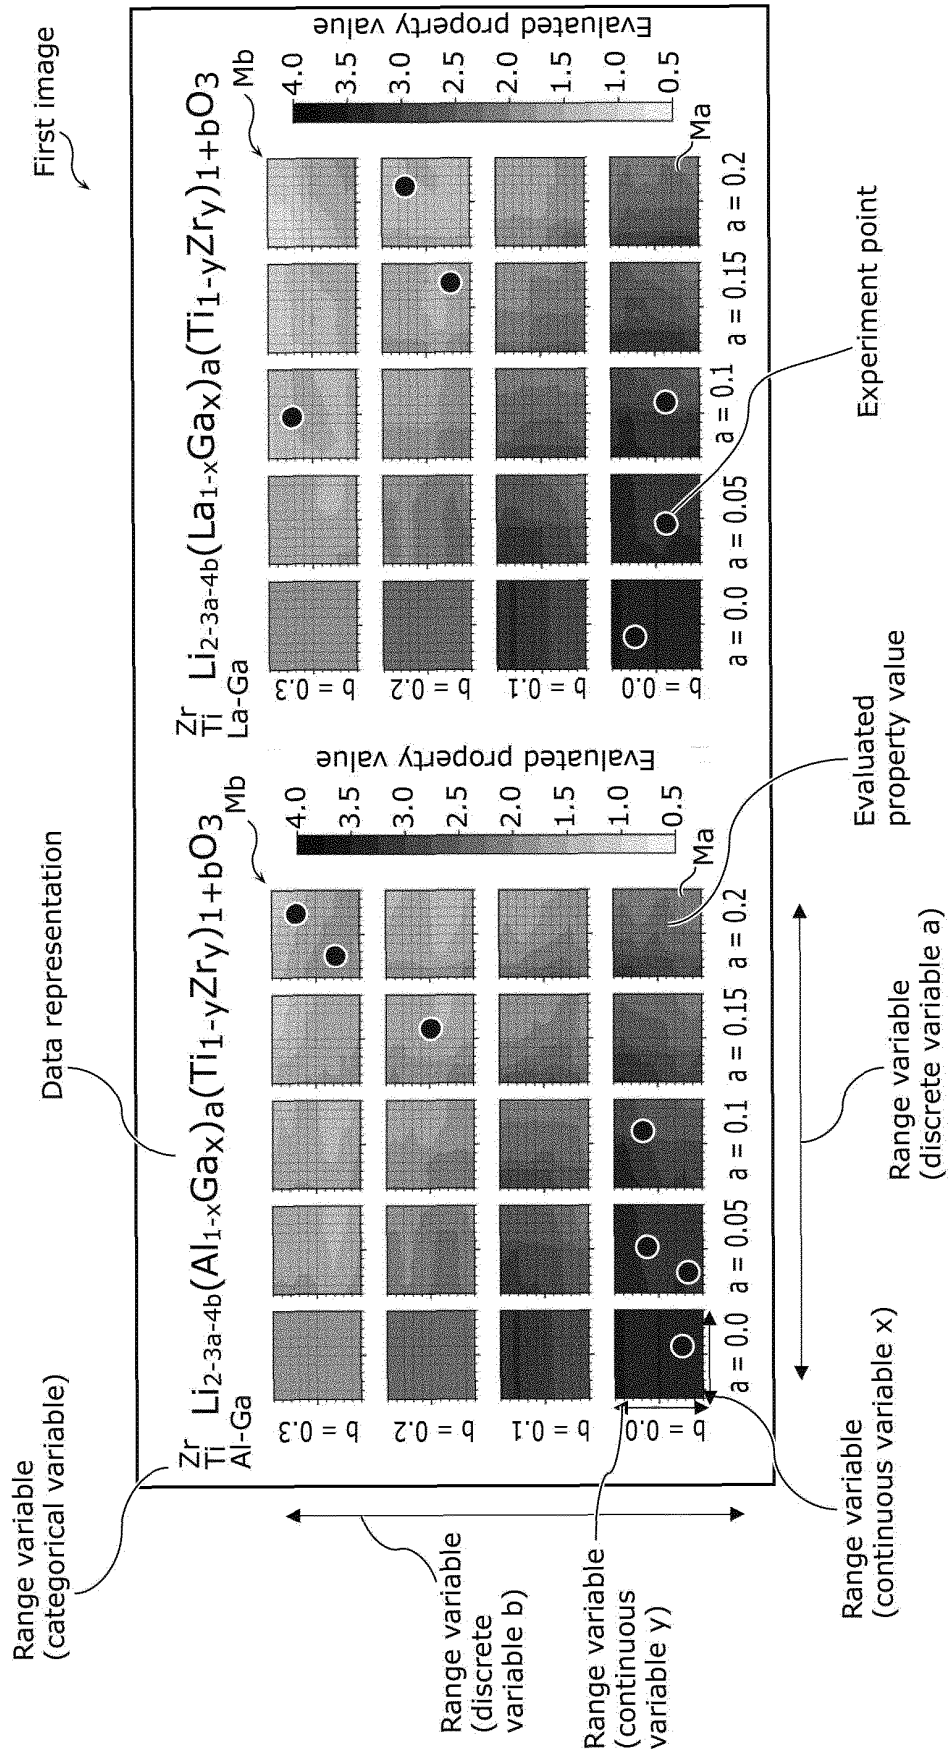 First image
Data representation
Range variable
(categorical variable)
Zr
Ti
Al-Ga
Li2-3a-4b(Al1-xGax)a(Ti1-yZry)1+bO3
Mb
b = 0.3
b = 0.2
b = 0.1
b = 0.0
a = 0.0
a = 0.05
a = 0.1
a = 0.15
a = 0.2
Ma
4.0
3.5
3.0
2.5
2.0
1.5
1.0
0.5
Evaluated property value
Zr
Ti
La-Ga
Li2-3a-4b(La1-xGax)a(Ti1-yZry)1+bO3
Mb
b = 0.3
b = 0.2
b = 0.1
b = 0.0
a = 0.0
a = 0.05
a = 0.1
a = 0.15
a = 0.2
Ma
4.0
3.5
3.0
2.5
2.0
1.5
1.0
0.5
Evaluated property value
Range variable
(discrete
variable b)
Range variable
(continuous
variable y)
Range variable
(continuous variable x)
Range variable
(discrete variable a)
Evaluated
property value
Experiment point